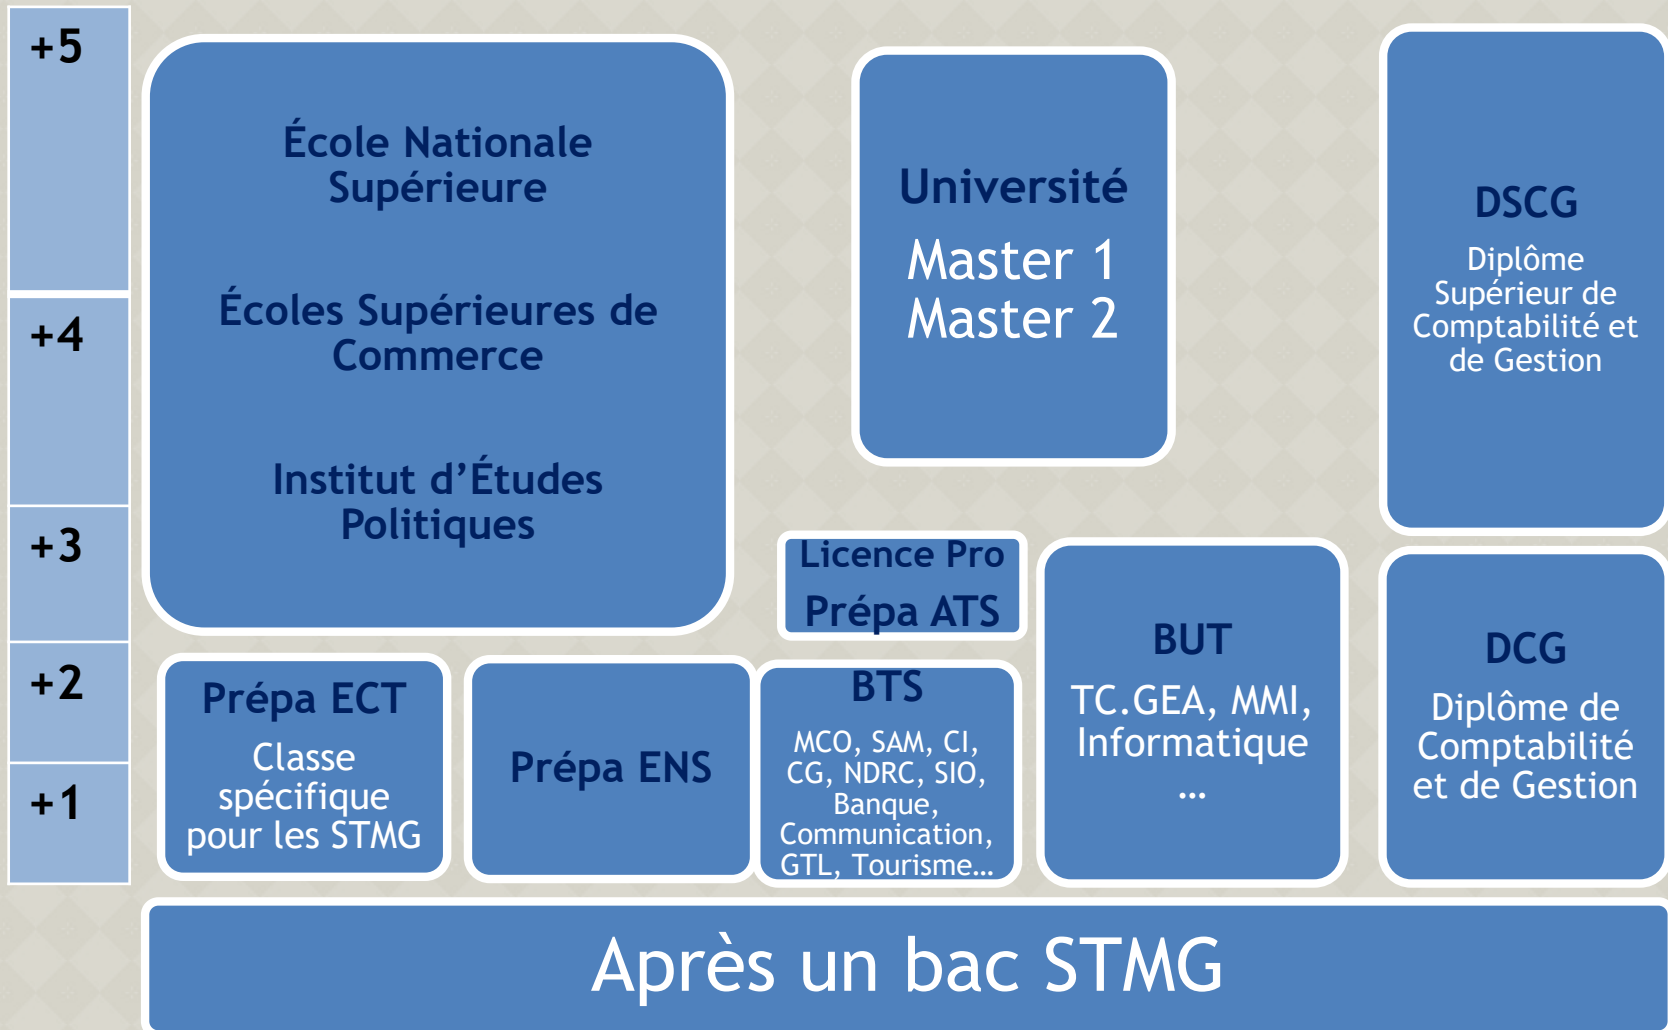 +5
+4
+3
+2
+1
École Nationale
Supérieure
Écoles Supérieures de
Commerce
Institut d’Études
Politiques
Université
Master 1
Master 2
DSCG
Diplôme
Supérieur de
Comptabilité et
de Gestion
Licence Pro
Prépa ATS
Prépa ECT
Classe
spécifique
pour les STMG
Prépa ENS
BTS
MCO, SAM, CI,
CG, NDRC, SIO,
Banque,
Communication,
GTL, Tourisme…
BUT
TC.GEA, MMI,
Informatique
…
DCG
Diplôme de
Comptabilité
et de Gestion
Après un bac STMG